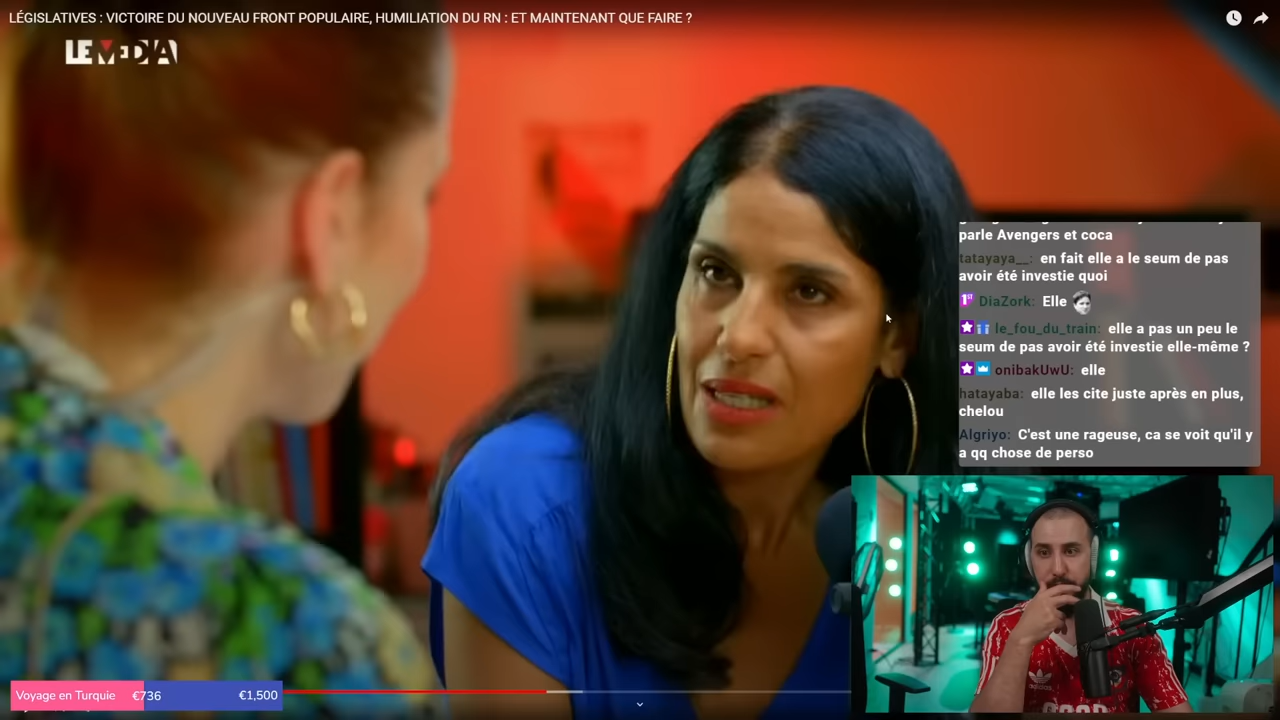 LÉGISLATIVES : VICTOIRE DU NOUVEAU FRONT POPULAIRE, HUMILIATION DU RN : ET MAINTENANT QUE FAIRE ?
LE MEDIA
parle Avengers et coca
tatayaya__: en fait elle a le seum de pas
avoir été investie quoi
1ST DiaZork: Elle
le_fou_du_train: elle a pas un peu le
seum de pas avoir été investie elle-même ?
onibakUwU: elle
hatayaba: elle les cite juste après en plus,
chelou
Algriyo: C'est une rageuse, ca se voit qu'il y
a qq chose de perso
adidas
Voyage en Turquie €736 €1,500